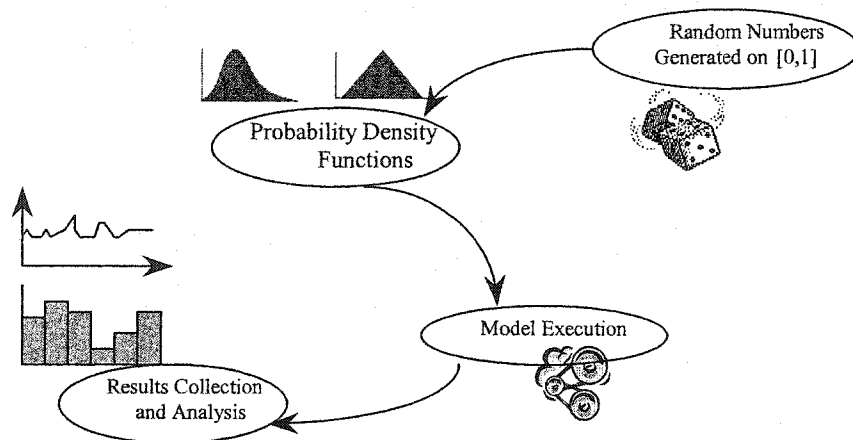 Random Numbers
Generated on [0,1]
Probability Density
Functions
Model Execution
Results Collection
and Analysis